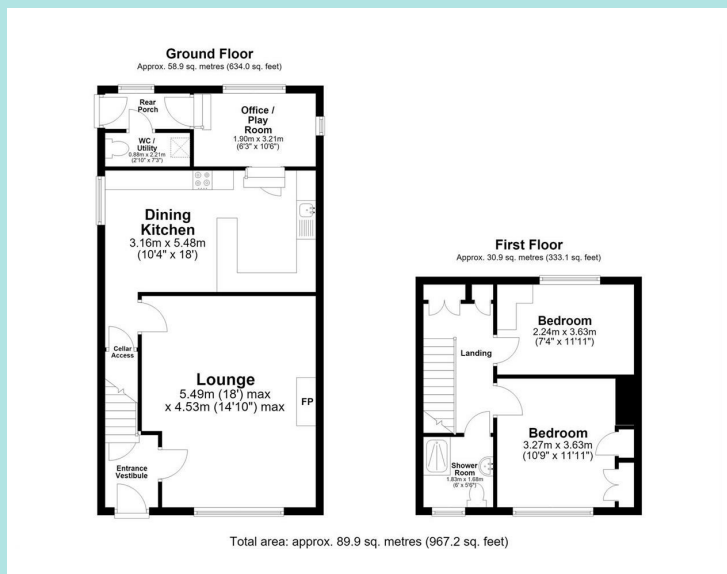 Ground Floor
Approx. 58.9 sq. metres (634.0 sq. feet)
Rear
Porch
Office /
Play
Room
1.90m x 3.21m
(6'3" x 10'6")
WC /
Utility
0.88m x 2.21m
(2'10" x 7'3")
Dining
Kitchen
3.16m x 5.48m
(10'4" x 18')
Cellar
Access
Lounge
5.49m (18') max
x 4.53m (14'10") max
FP
Entrance
Vestibule
First Floor
Approx. 30.9 sq. metres (333.1 sq. feet)
Bedroom
2.24m x 3.63m
(7'4" x 11'11")
Landing
Bedroom
3.27m x 3.63m
(10'9" x 11'11")
Shower
Room
1.83m x 1.68m
(6' x 5'6")
Total area: approx. 89.9 sq. metres (967.2 sq. feet)